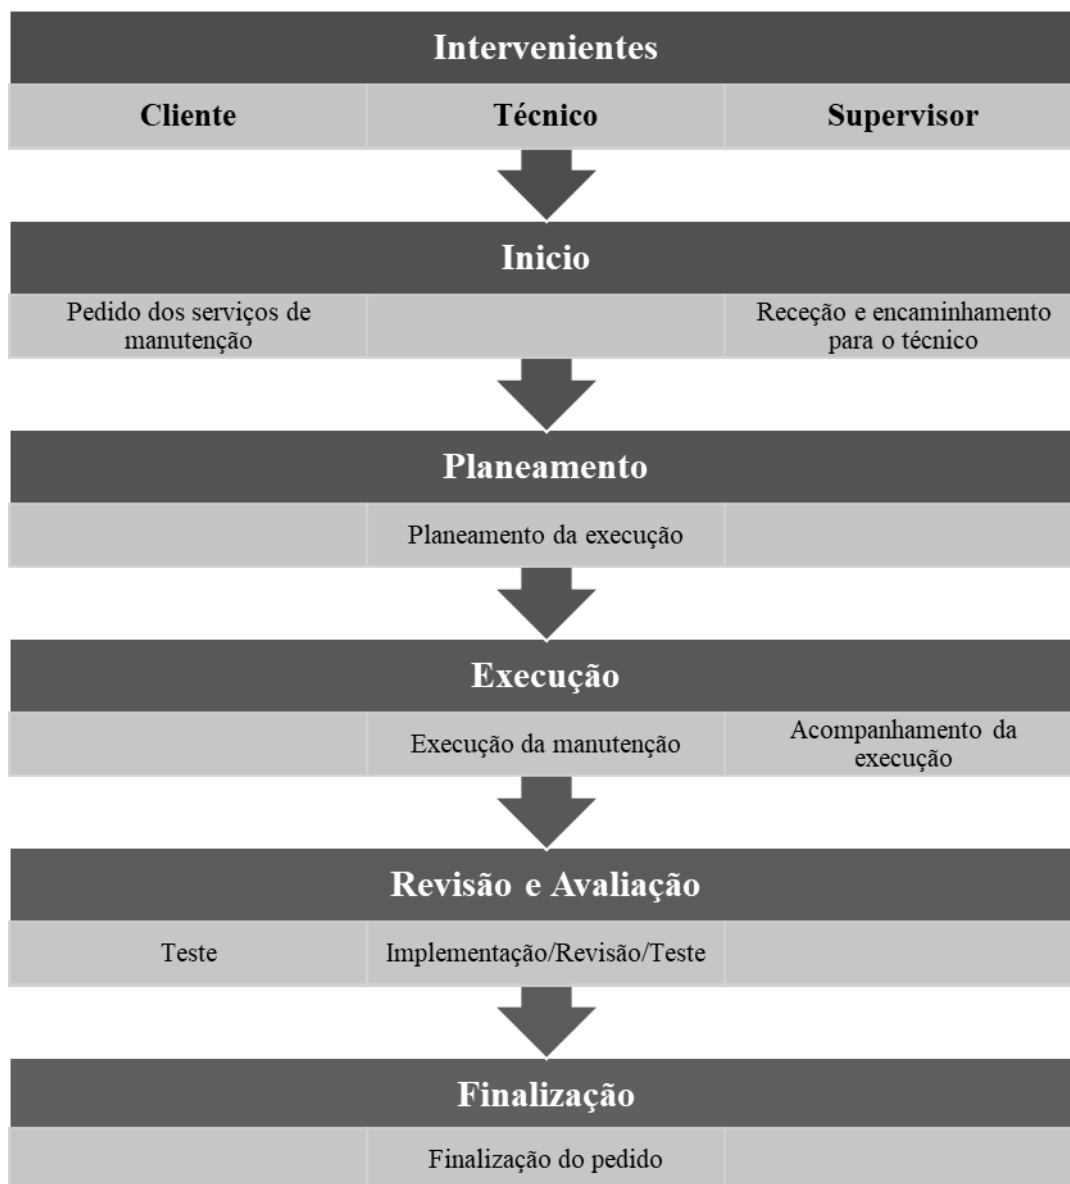 Intervenientes
Cliente Técnico Supervisor
Inicio
Pedido dos serviços de
manutenção
Receção e encaminhamento
para o técnico
Planeamento
Planeamento da execução
Execução
Execução da manutenção
Acompanhamento da
execução
Revisão e Avaliação
Teste Implementação/Revisão/Teste
Finalização
Finalização do pedido